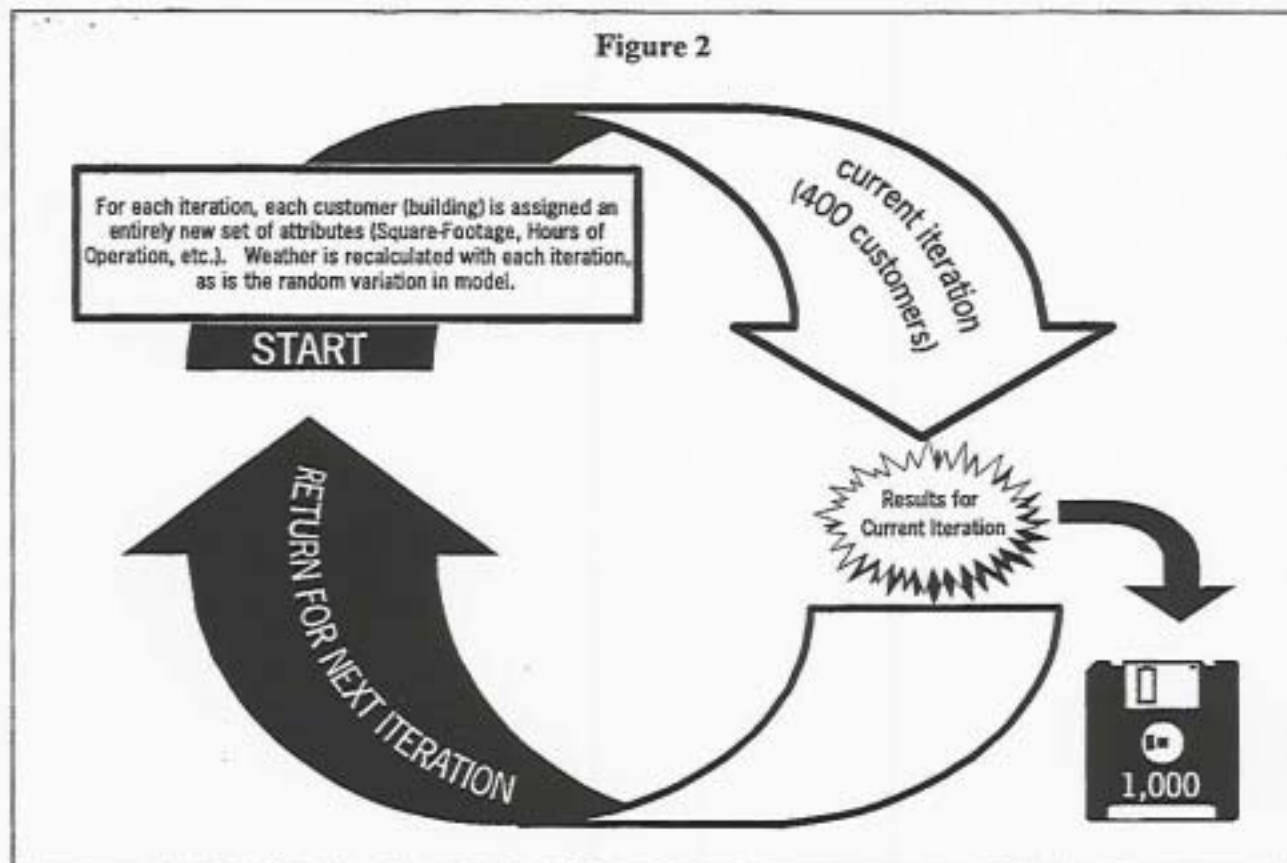 Figure 2
For each iteration, each customer (building) is assigned an
entirely new set of attributes (Square-Footage, Hours of
Operation, etc.). Weather is recalculated with each iteration,
as is the random variation in model.
START
current iteration
(400 customers)
Results for
Current Iteration
RETURN FOR NEXT ITERATION
1,000